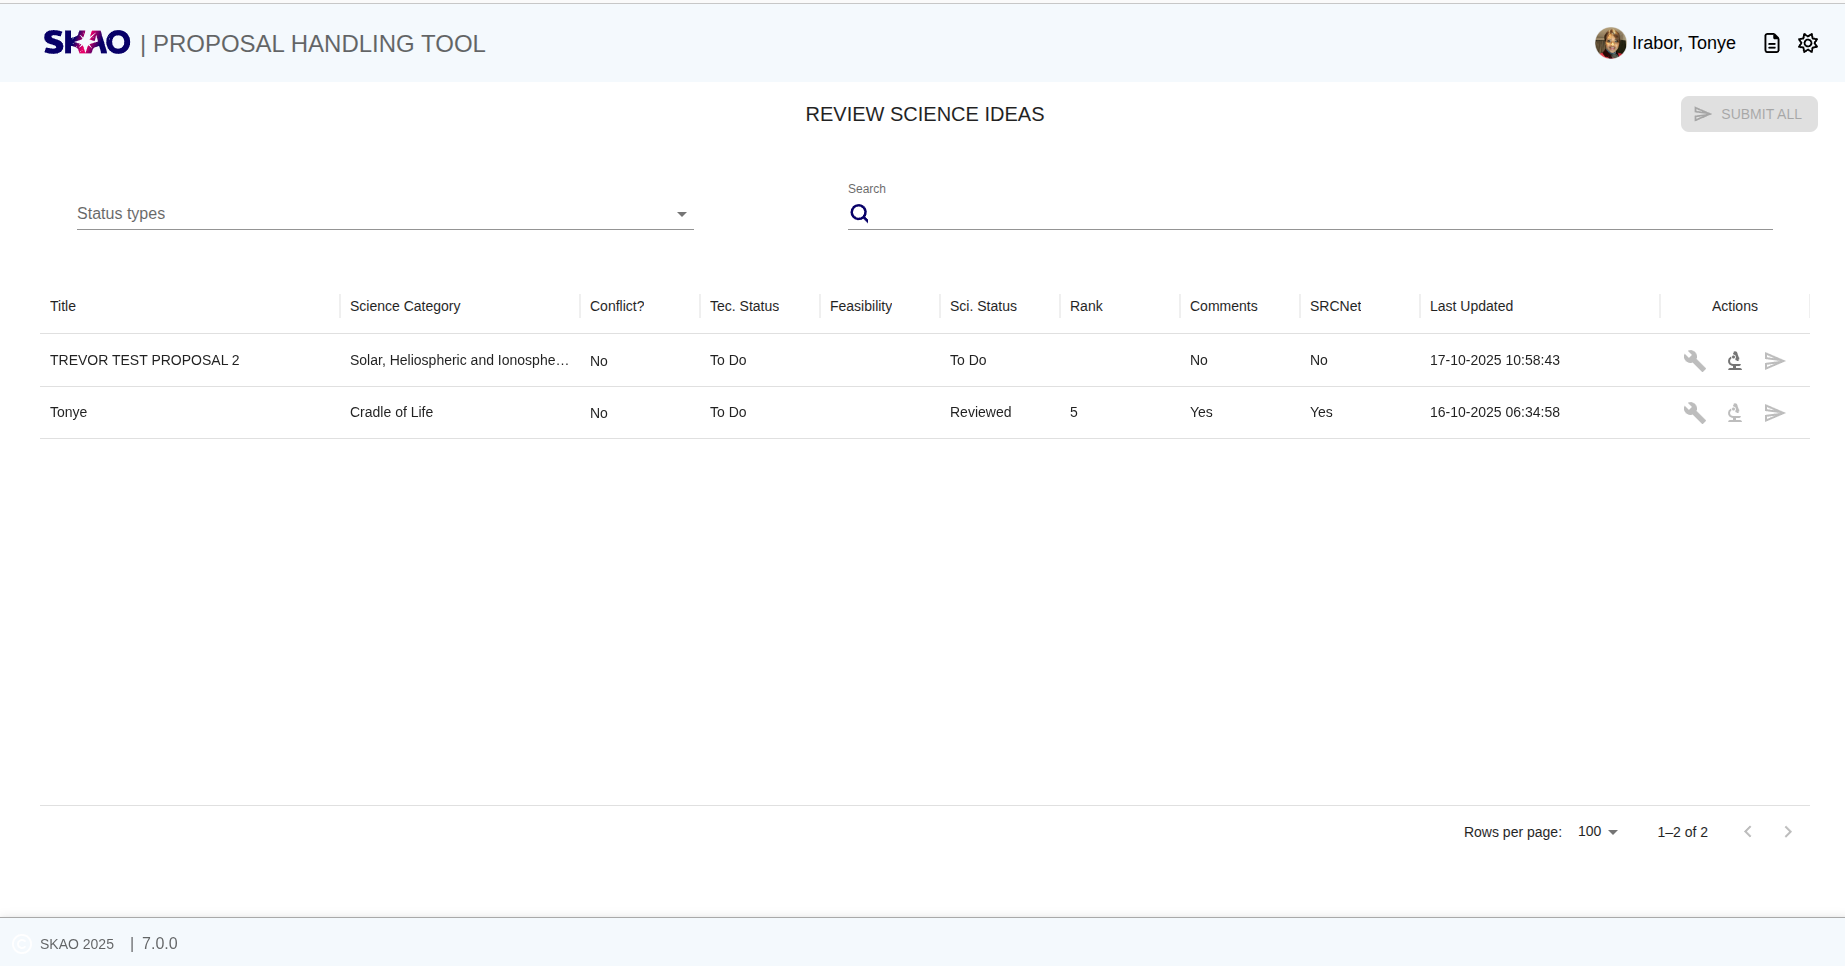 SKAO | PROPOSAL HANDLING TOOL
Irabor, Tonye
REVIEW SCIENCE IDEAS
SUBMIT ALL
Status types
Search
Title Science Category Conflict? Tec. Status Feasibility Sci. Status Rank Comments SRCNet Last Updated Actions
TREVOR TEST PROPOSAL 2 Solar, Heliospheric and Ionosphe… No To Do To Do No No 17-10-2025 10:58:43
Tonye Cradle of Life No To Do Reviewed 5 Yes Yes 16-10-2025 06:34:58
Rows per page: 100 1–2 of 2
© SKAO 2025 | 7.0.0